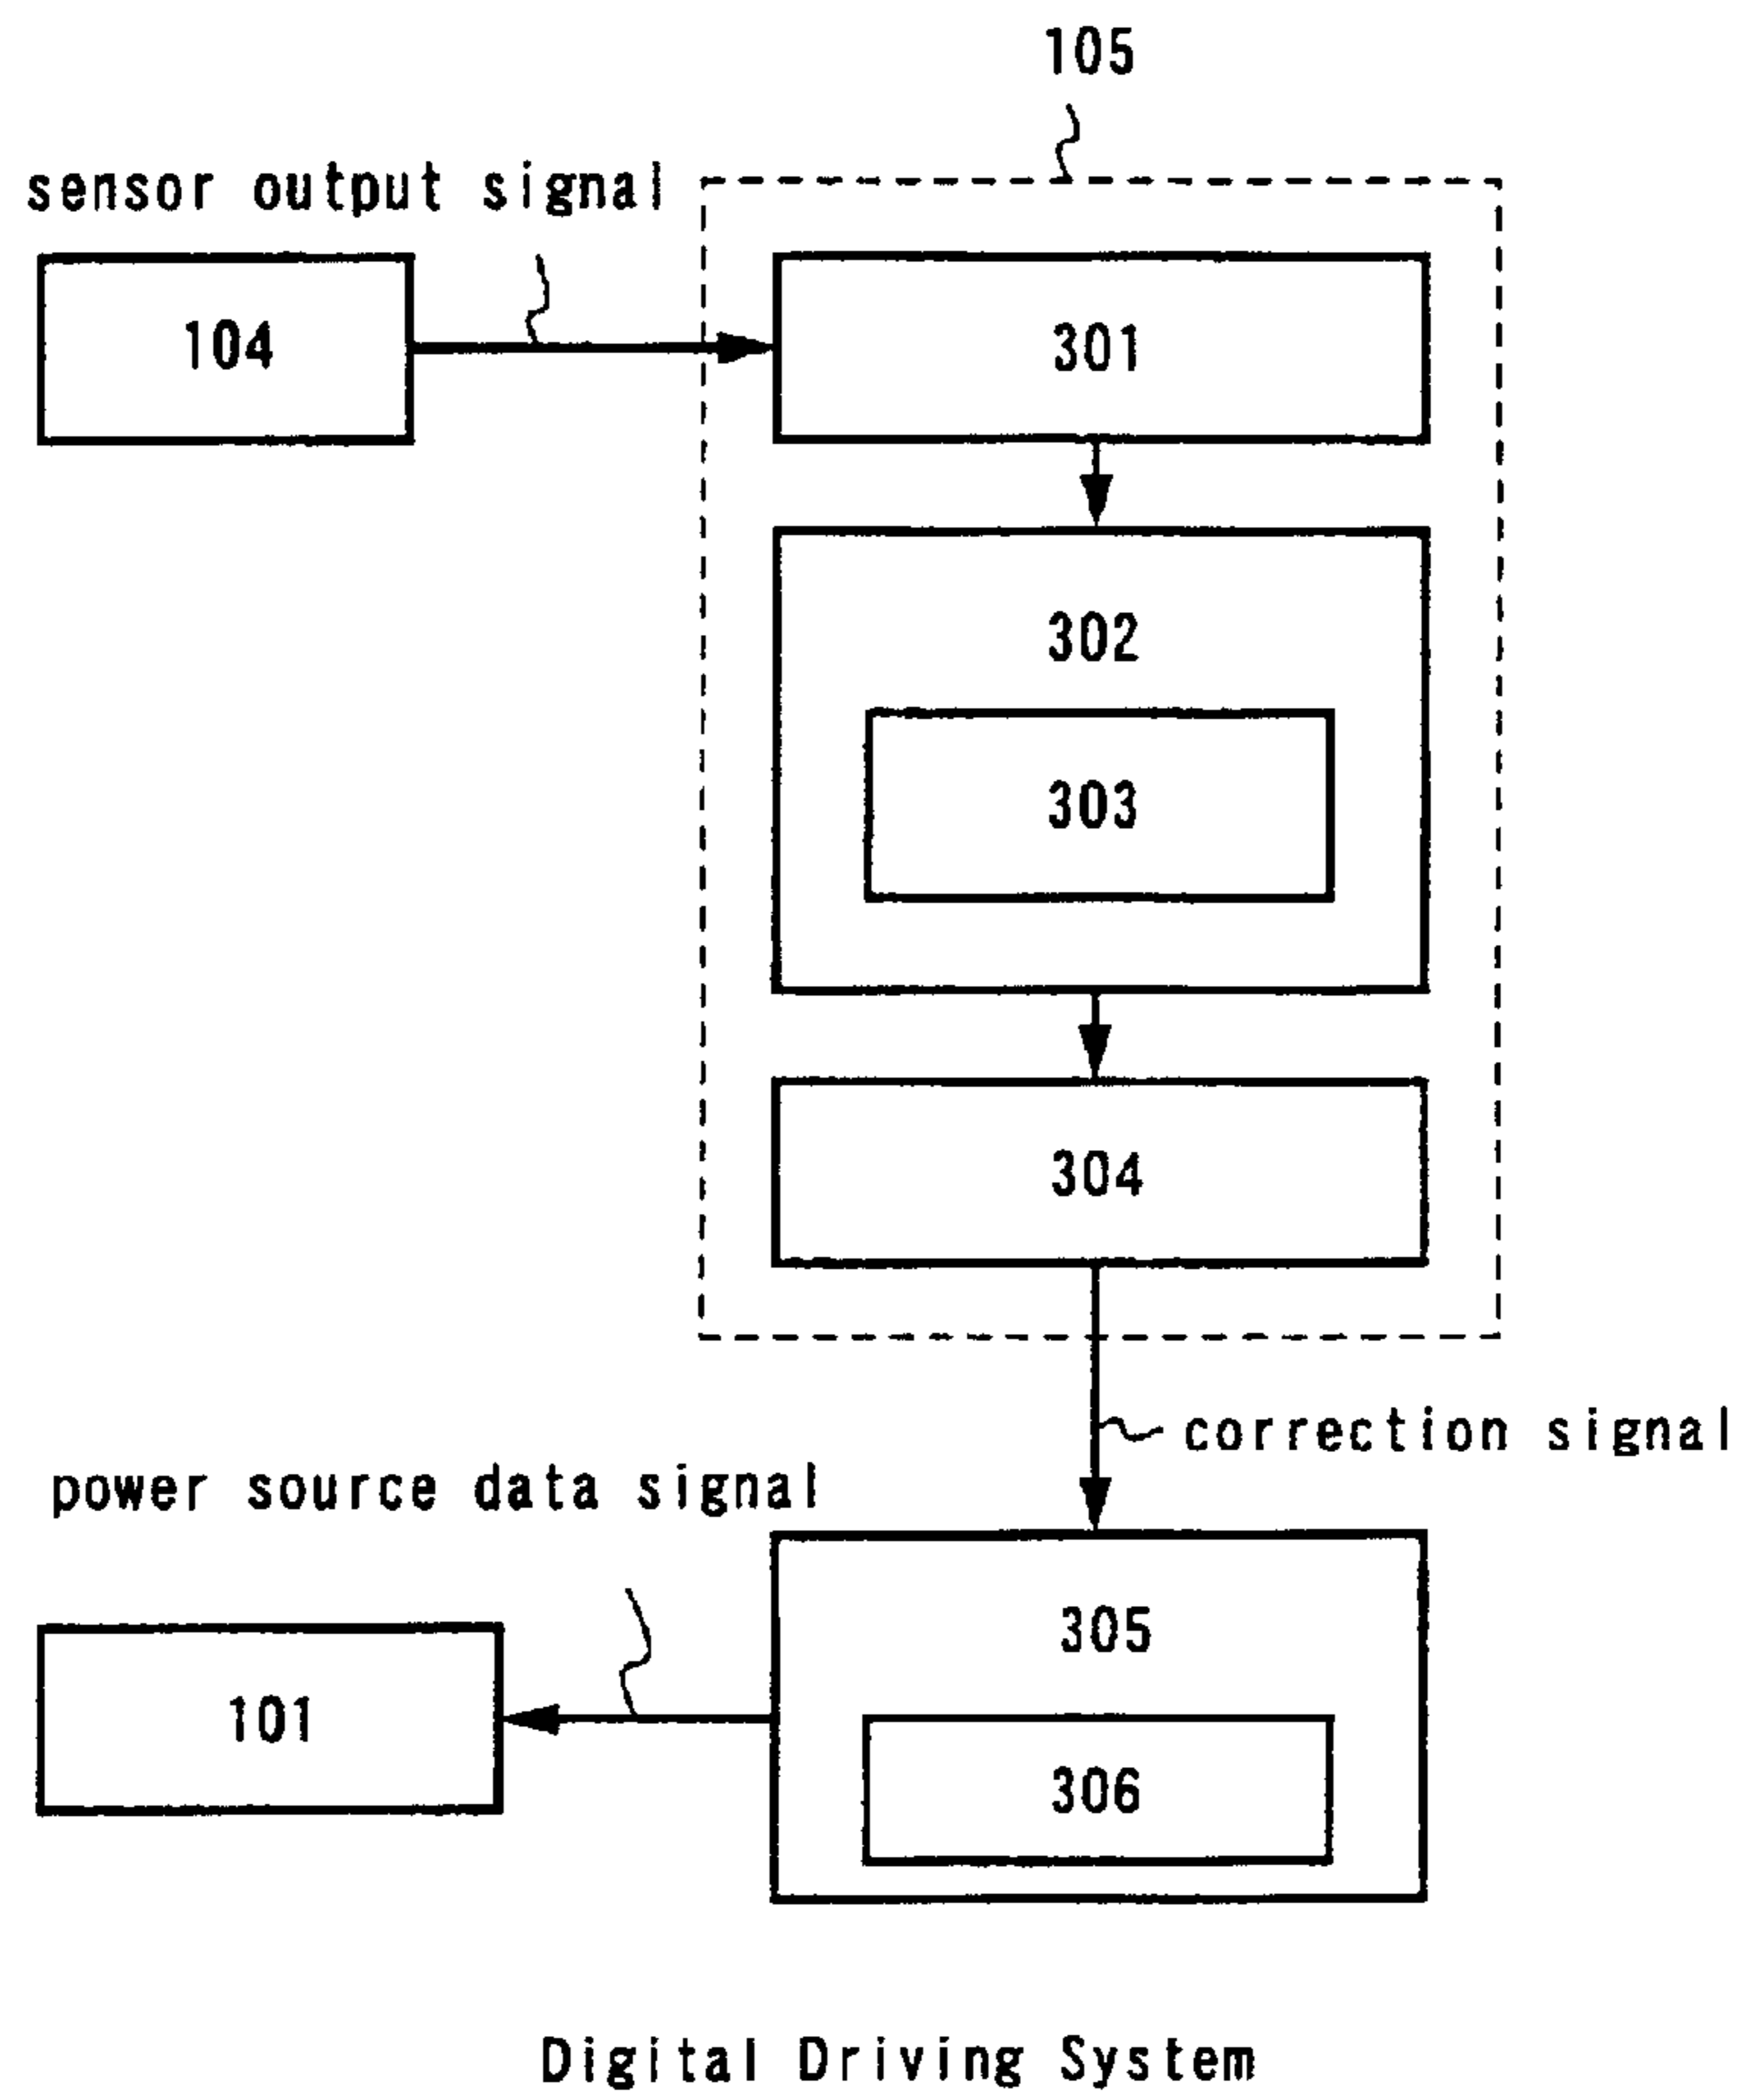 105
sensor output signal
104
301
302
303
304
correction signal
power source data signal
305
101
306
Digital Driving System